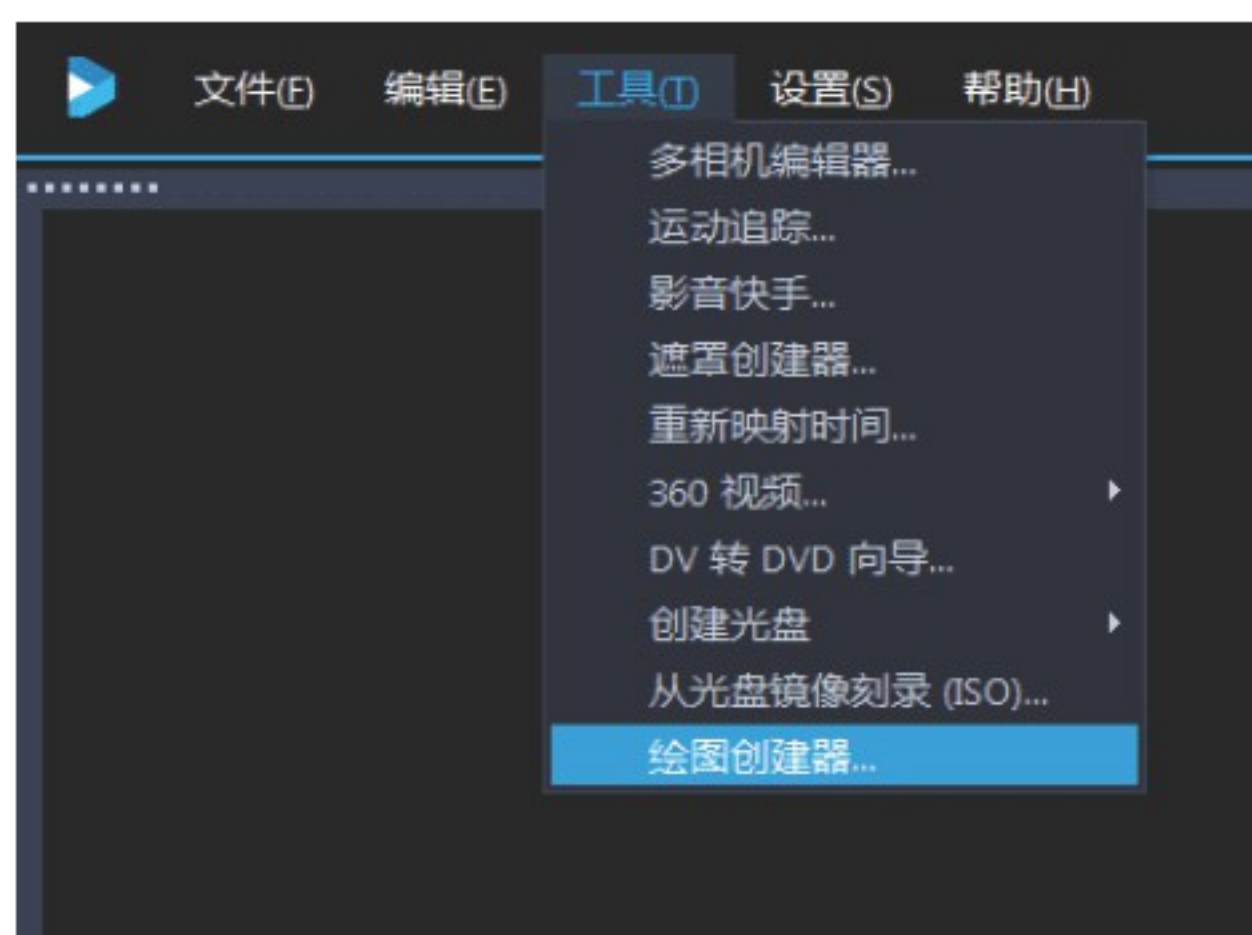 文件(F) 编辑(E) 工具(T) 设置(S) 帮助(H)
多相机编辑器...
运动追踪...
影音快手...
遮罩创建器...
重新映射时间...
360 视频...
DV 转 DVD 向导...
创建光盘
从光盘镜像刻录 (ISO)...
绘图创建器...